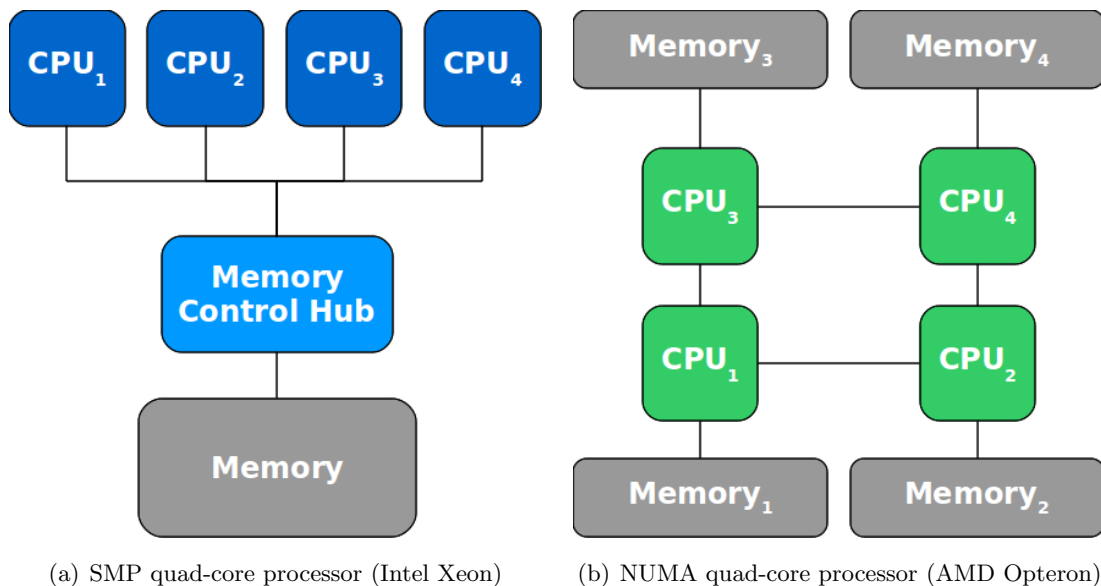 CPU₁ CPU₂ CPU₃ CPU₄
Memory
Control Hub
Memory
(a) SMP quad-core processor (Intel Xeon)
Memory₃ Memory₄
CPU₃ CPU₄
CPU₁ CPU₂
Memory₁ Memory₂
(b) NUMA quad-core processor (AMD Opteron)